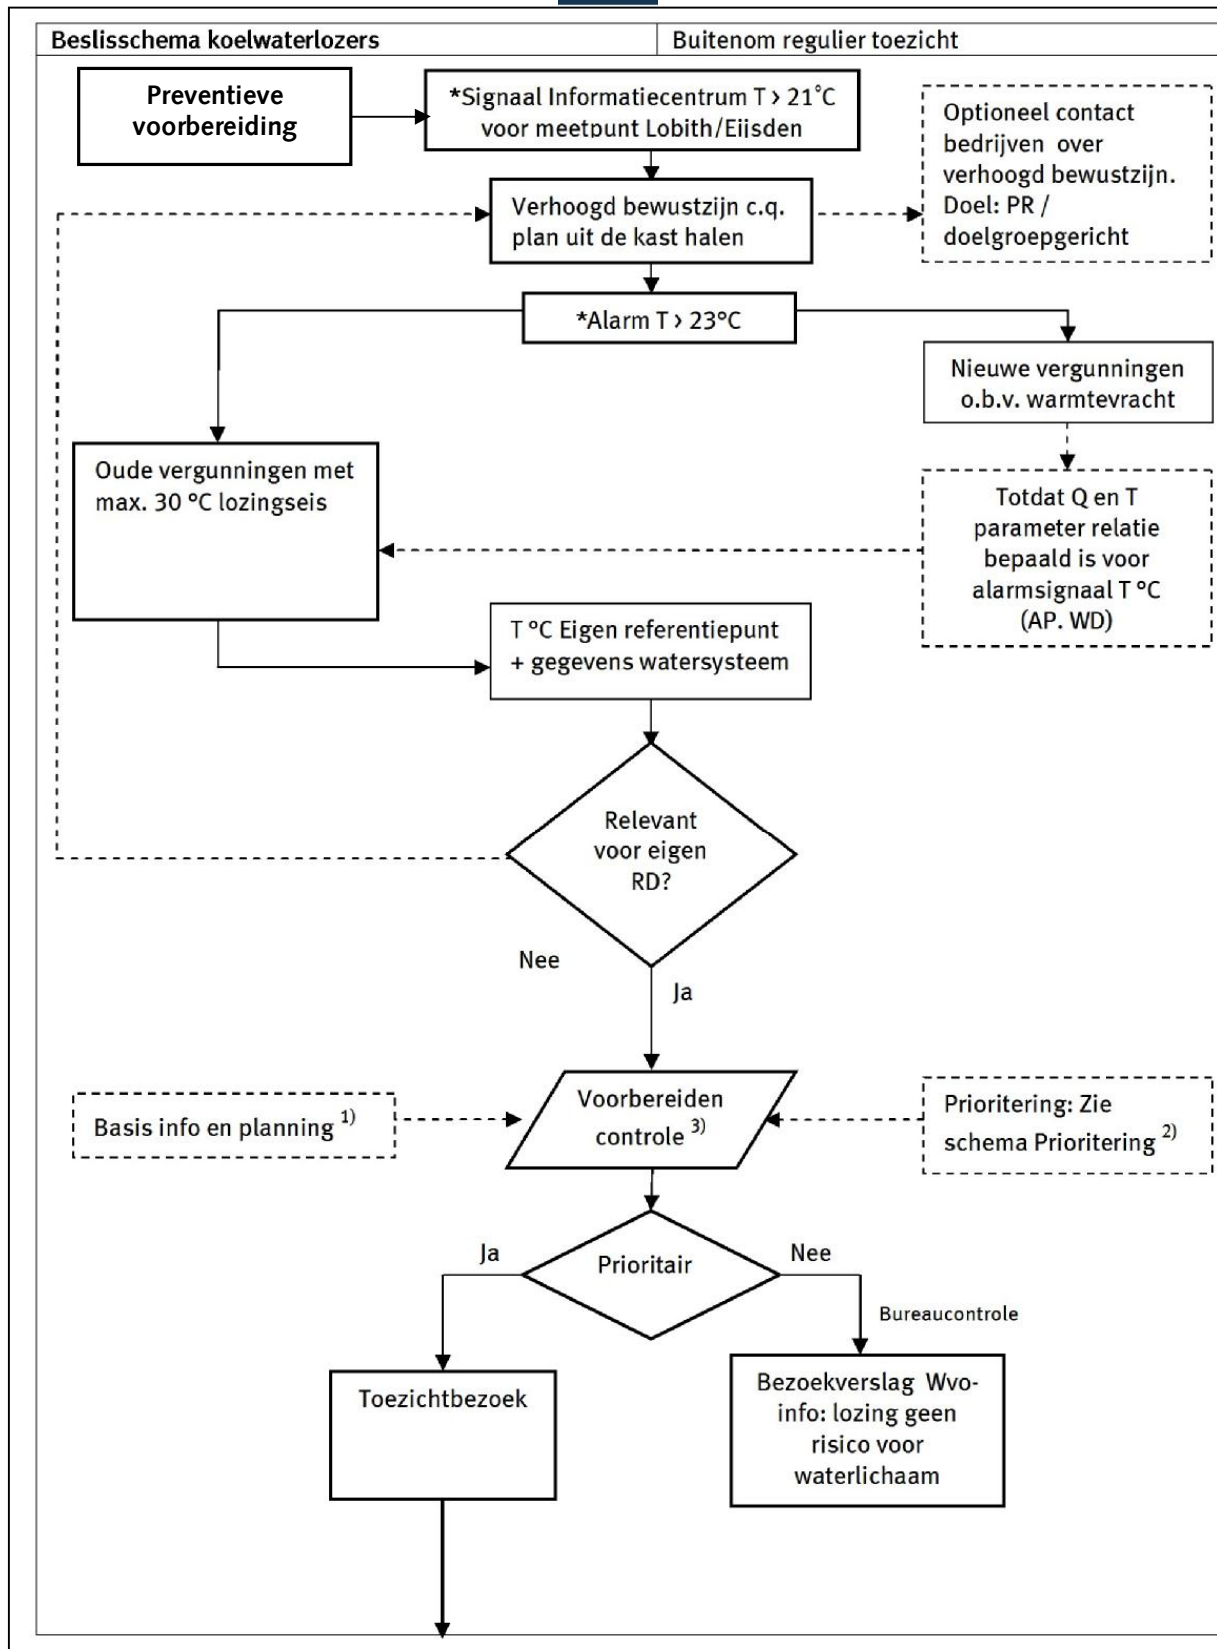 Beslisschema koelwaterlozers
Buitenom regulier toezicht
Preventieve
voorbereiding
*Signaal Informatiecentrum T > 21°C
voor meetpunt Lobith/Eijsden
Optioneel contact
bedrijven over
verhoogd bewustzijn.
Doel: PR /
doelgroepgericht
Verhoogd bewustzijn c.q.
plan uit de kast halen
*Alarm T > 23°C
Nieuwe vergunningen
o.b.v. warmtevracht
Oude vergunningen met
max. 30 °C lozingseis
Totdat Q en T
parameter relatie
bepaald is voor
alarmsignaal T °C
(AP. WD)
T °C Eigen referentiepunt
+ gegevens watersysteem
Relevant
voor eigen
RD?
Nee
Ja
Basis info en planning 1)
Voorbereiden
controle 3)
Prioritering: Zie
schema Prioritering 2)
Ja
Prioritair
Nee
Bureaucontrole
Toezichtbezoek
Bezoekverslag Wvo-
info: lozing geen
risico voor
waterlichaam